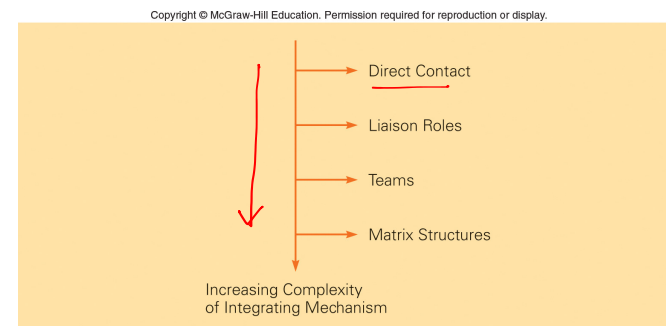 Copyright © McGraw-Hill Education. Permission required for reproduction or display.
Direct Contact
Liaison Roles
Teams
Matrix Structures
Increasing Complexity
of Integrating Mechanism